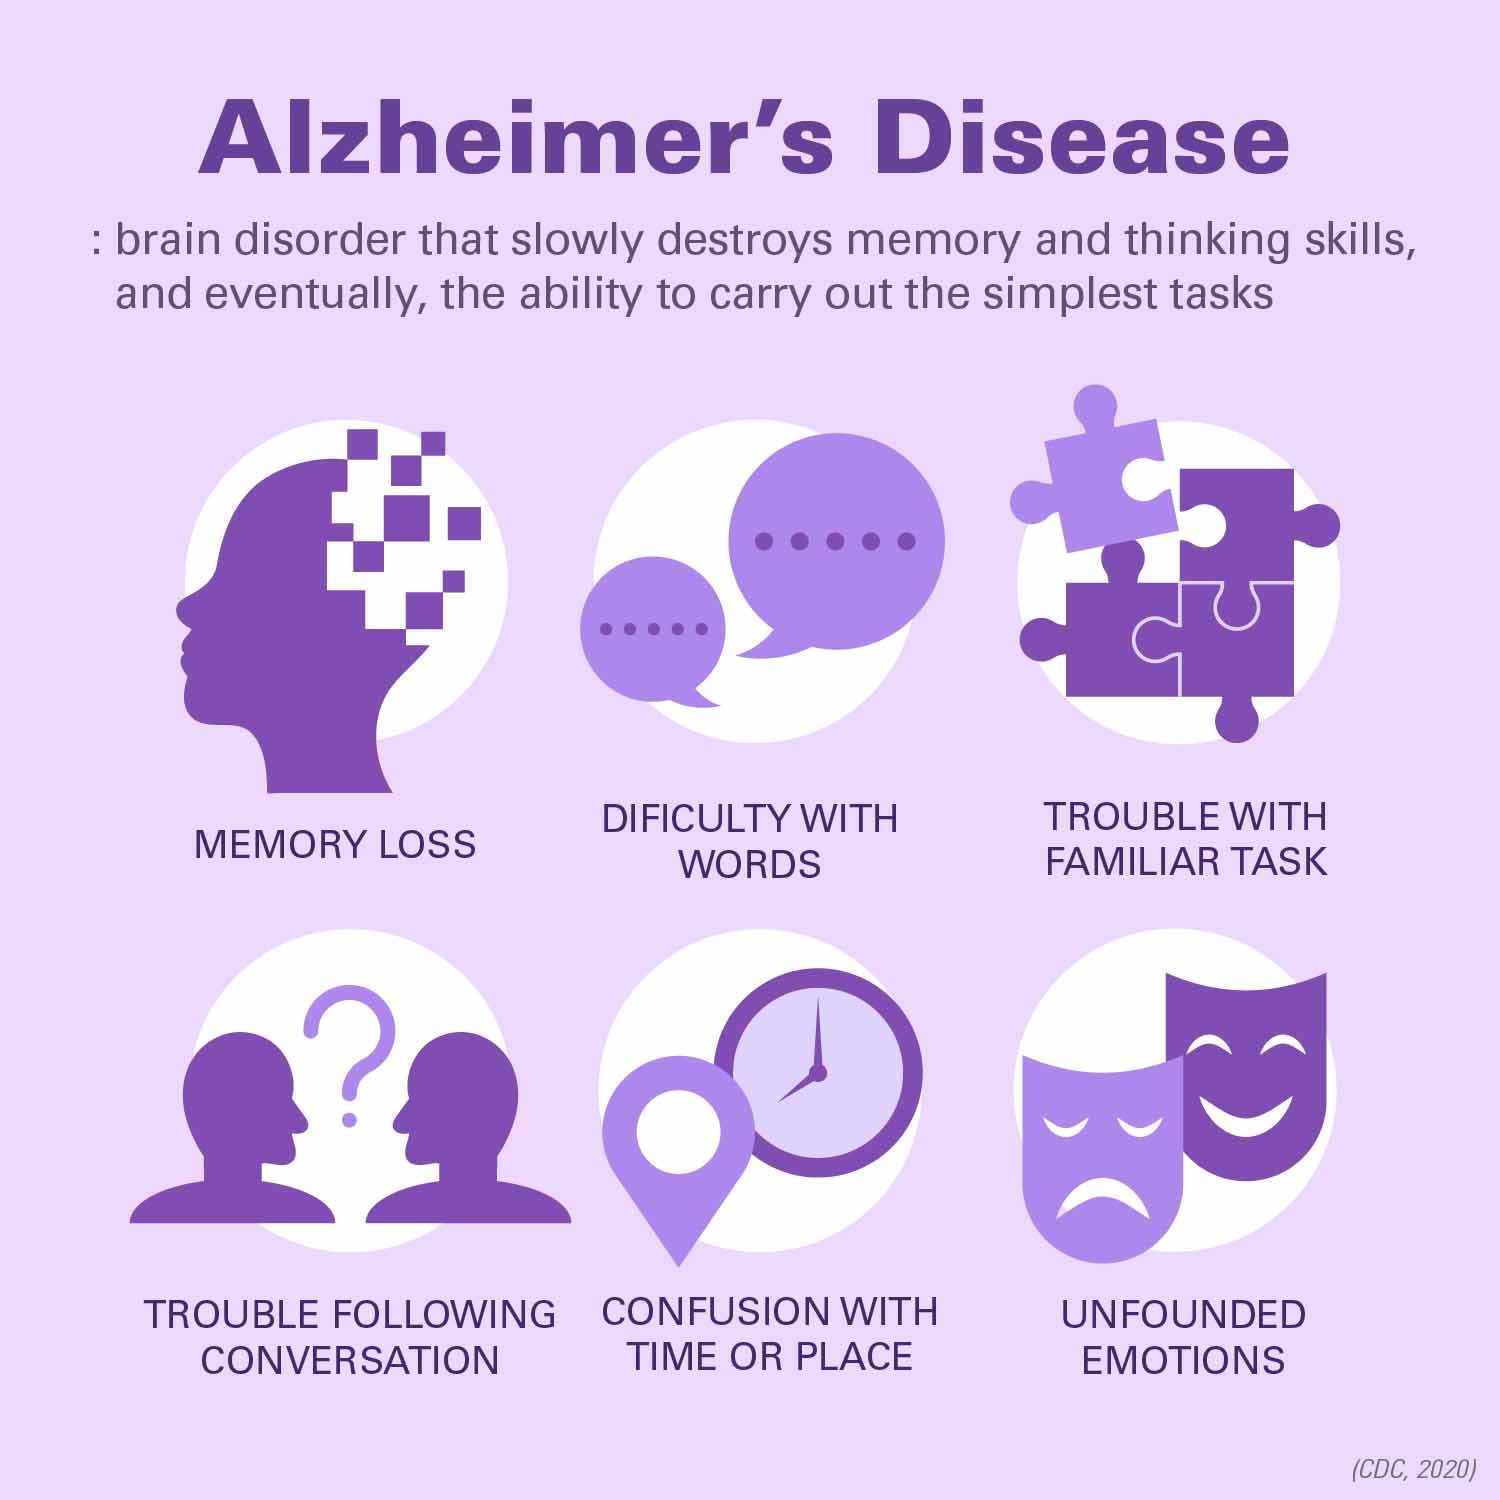 Alzheimer’s Disease
: brain disorder that slowly destroys memory and thinking skills,
and eventually, the ability to carry out the simplest tasks
MEMORY LOSS
DIFICULTY WITH
WORDS
TROUBLE WITH
FAMILIAR TASK
TROUBLE FOLLOWING
CONVERSATION
CONFUSION WITH
TIME OR PLACE
UNFOUNDED
EMOTIONS
(CDC, 2020)